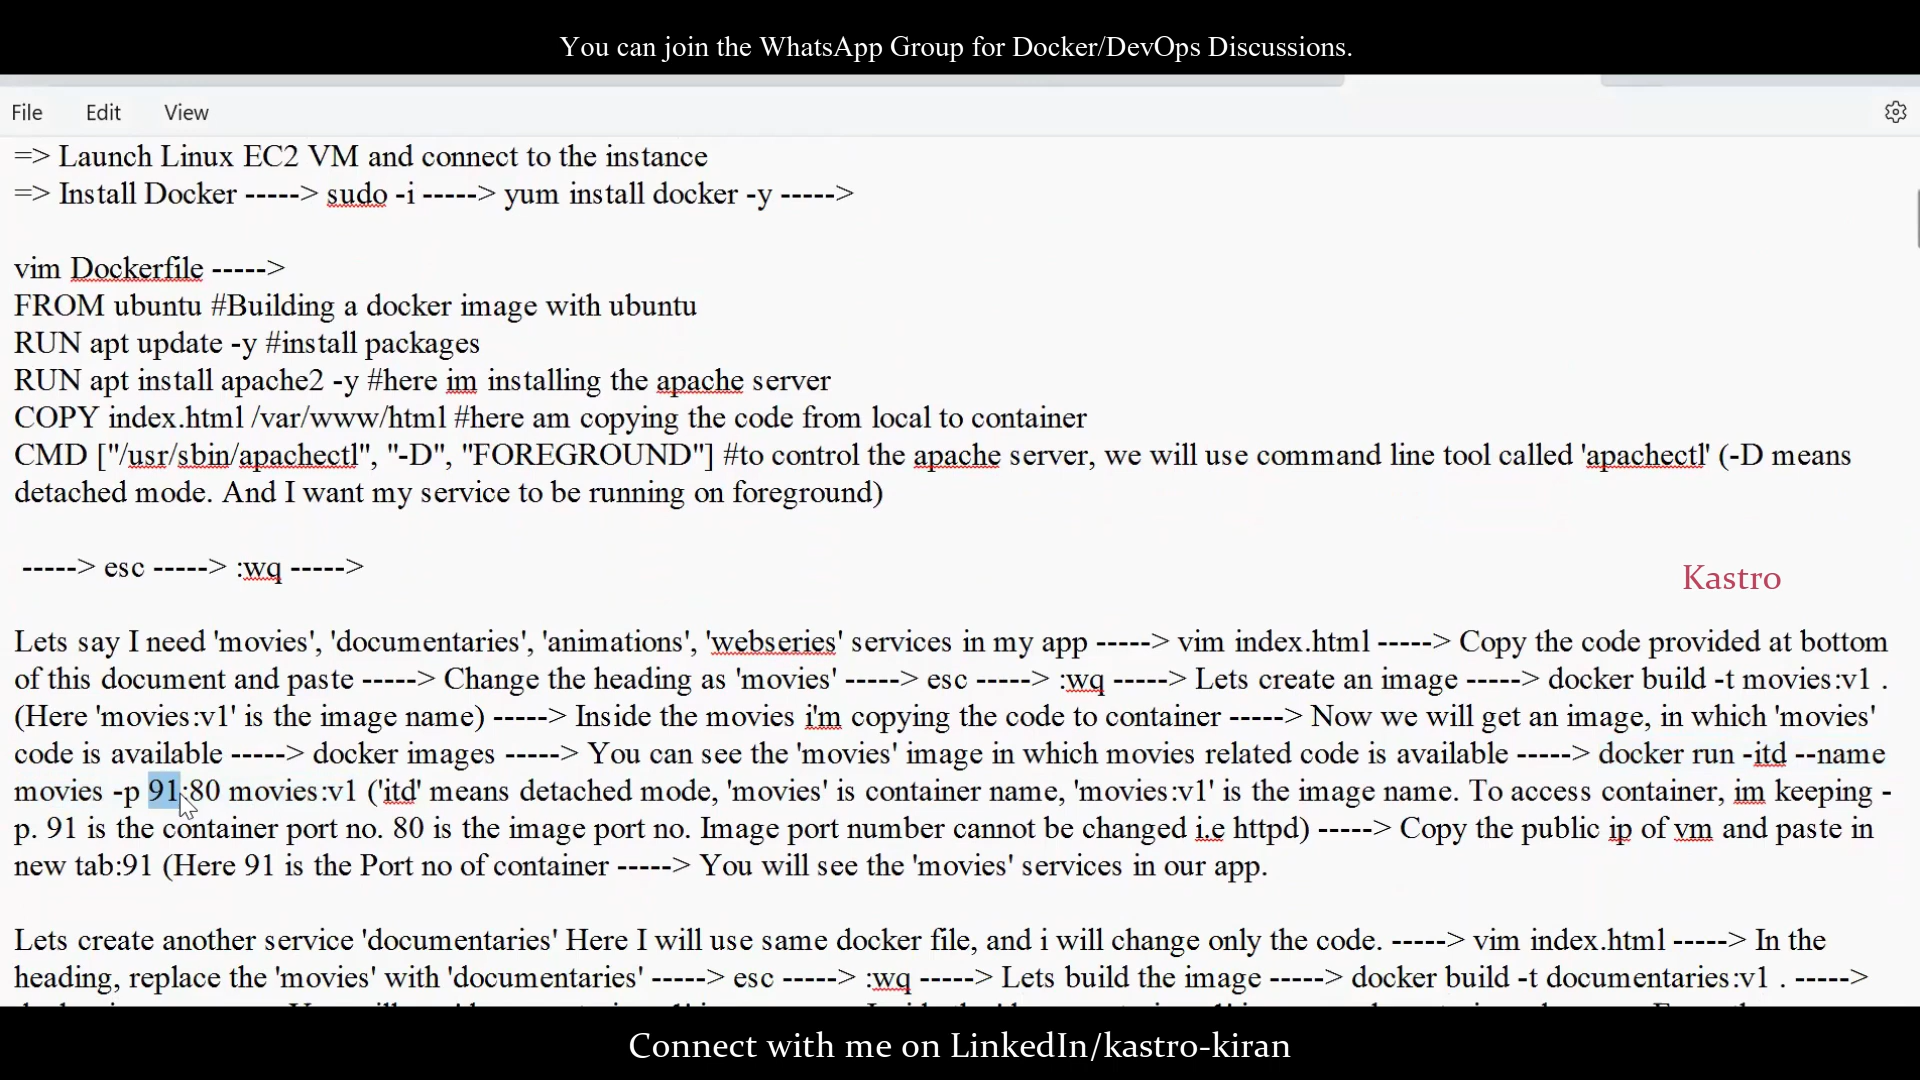 You can join the WhatsApp Group for Docker/DevOps Discussions.
File Edit View
=> Launch Linux EC2 VM and connect to the instance
=> Install Docker -----> sudo -i -----> yum install docker -y ----->
vim Dockerfile ----->
FROM ubuntu #Building a docker image with ubuntu
RUN apt update -y #install packages
RUN apt install apache2 -y #here im installing the apache server
COPY index.html /var/www/html #here am copying the code from local to container
CMD ["/usr/sbin/apachectl", "-D", "FOREGROUND"] #to control the apache server, we will use command line tool called 'apachectl' (-D means
detached mode. And I want my service to be running on foreground)
-----> esc -----> :wq ----->
Kastro
Lets say I need 'movies', 'documentaries', 'animations', 'webseries' services in my app -----> vim index.html -----> Copy the code provided at bottom
of this document and paste -----> Change the heading as 'movies' -----> esc -----> :wq -----> Lets create an image -----> docker build -t movies:v1 .
(Here 'movies:v1' is the image name) -----> Inside the movies i'm copying the code to container -----> Now we will get an image, in which 'movies'
code is available -----> docker images -----> You can see the 'movies' image in which movies related code is available -----> docker run -itd --name
movies -p 91:80 movies:v1 ('itd' means detached mode, 'movies' is container name, 'movies:v1' is the image name. To access container, im keeping -
p. 91 is the container port no. 80 is the image port no. Image port number cannot be changed i.e httpd) -----> Copy the public ip of vm and paste in
new tab:91 (Here 91 is the Port no of container -----> You will see the 'movies' services in our app.
Lets create another service 'documentaries' Here I will use same docker file, and i will change only the code. -----> vim index.html -----> In the
heading, replace the 'movies' with 'documentaries' -----> esc -----> :wq -----> Lets build the image -----> docker build -t documentaries:v1 . ----->
Connect with me on LinkedIn/kastro-kiran